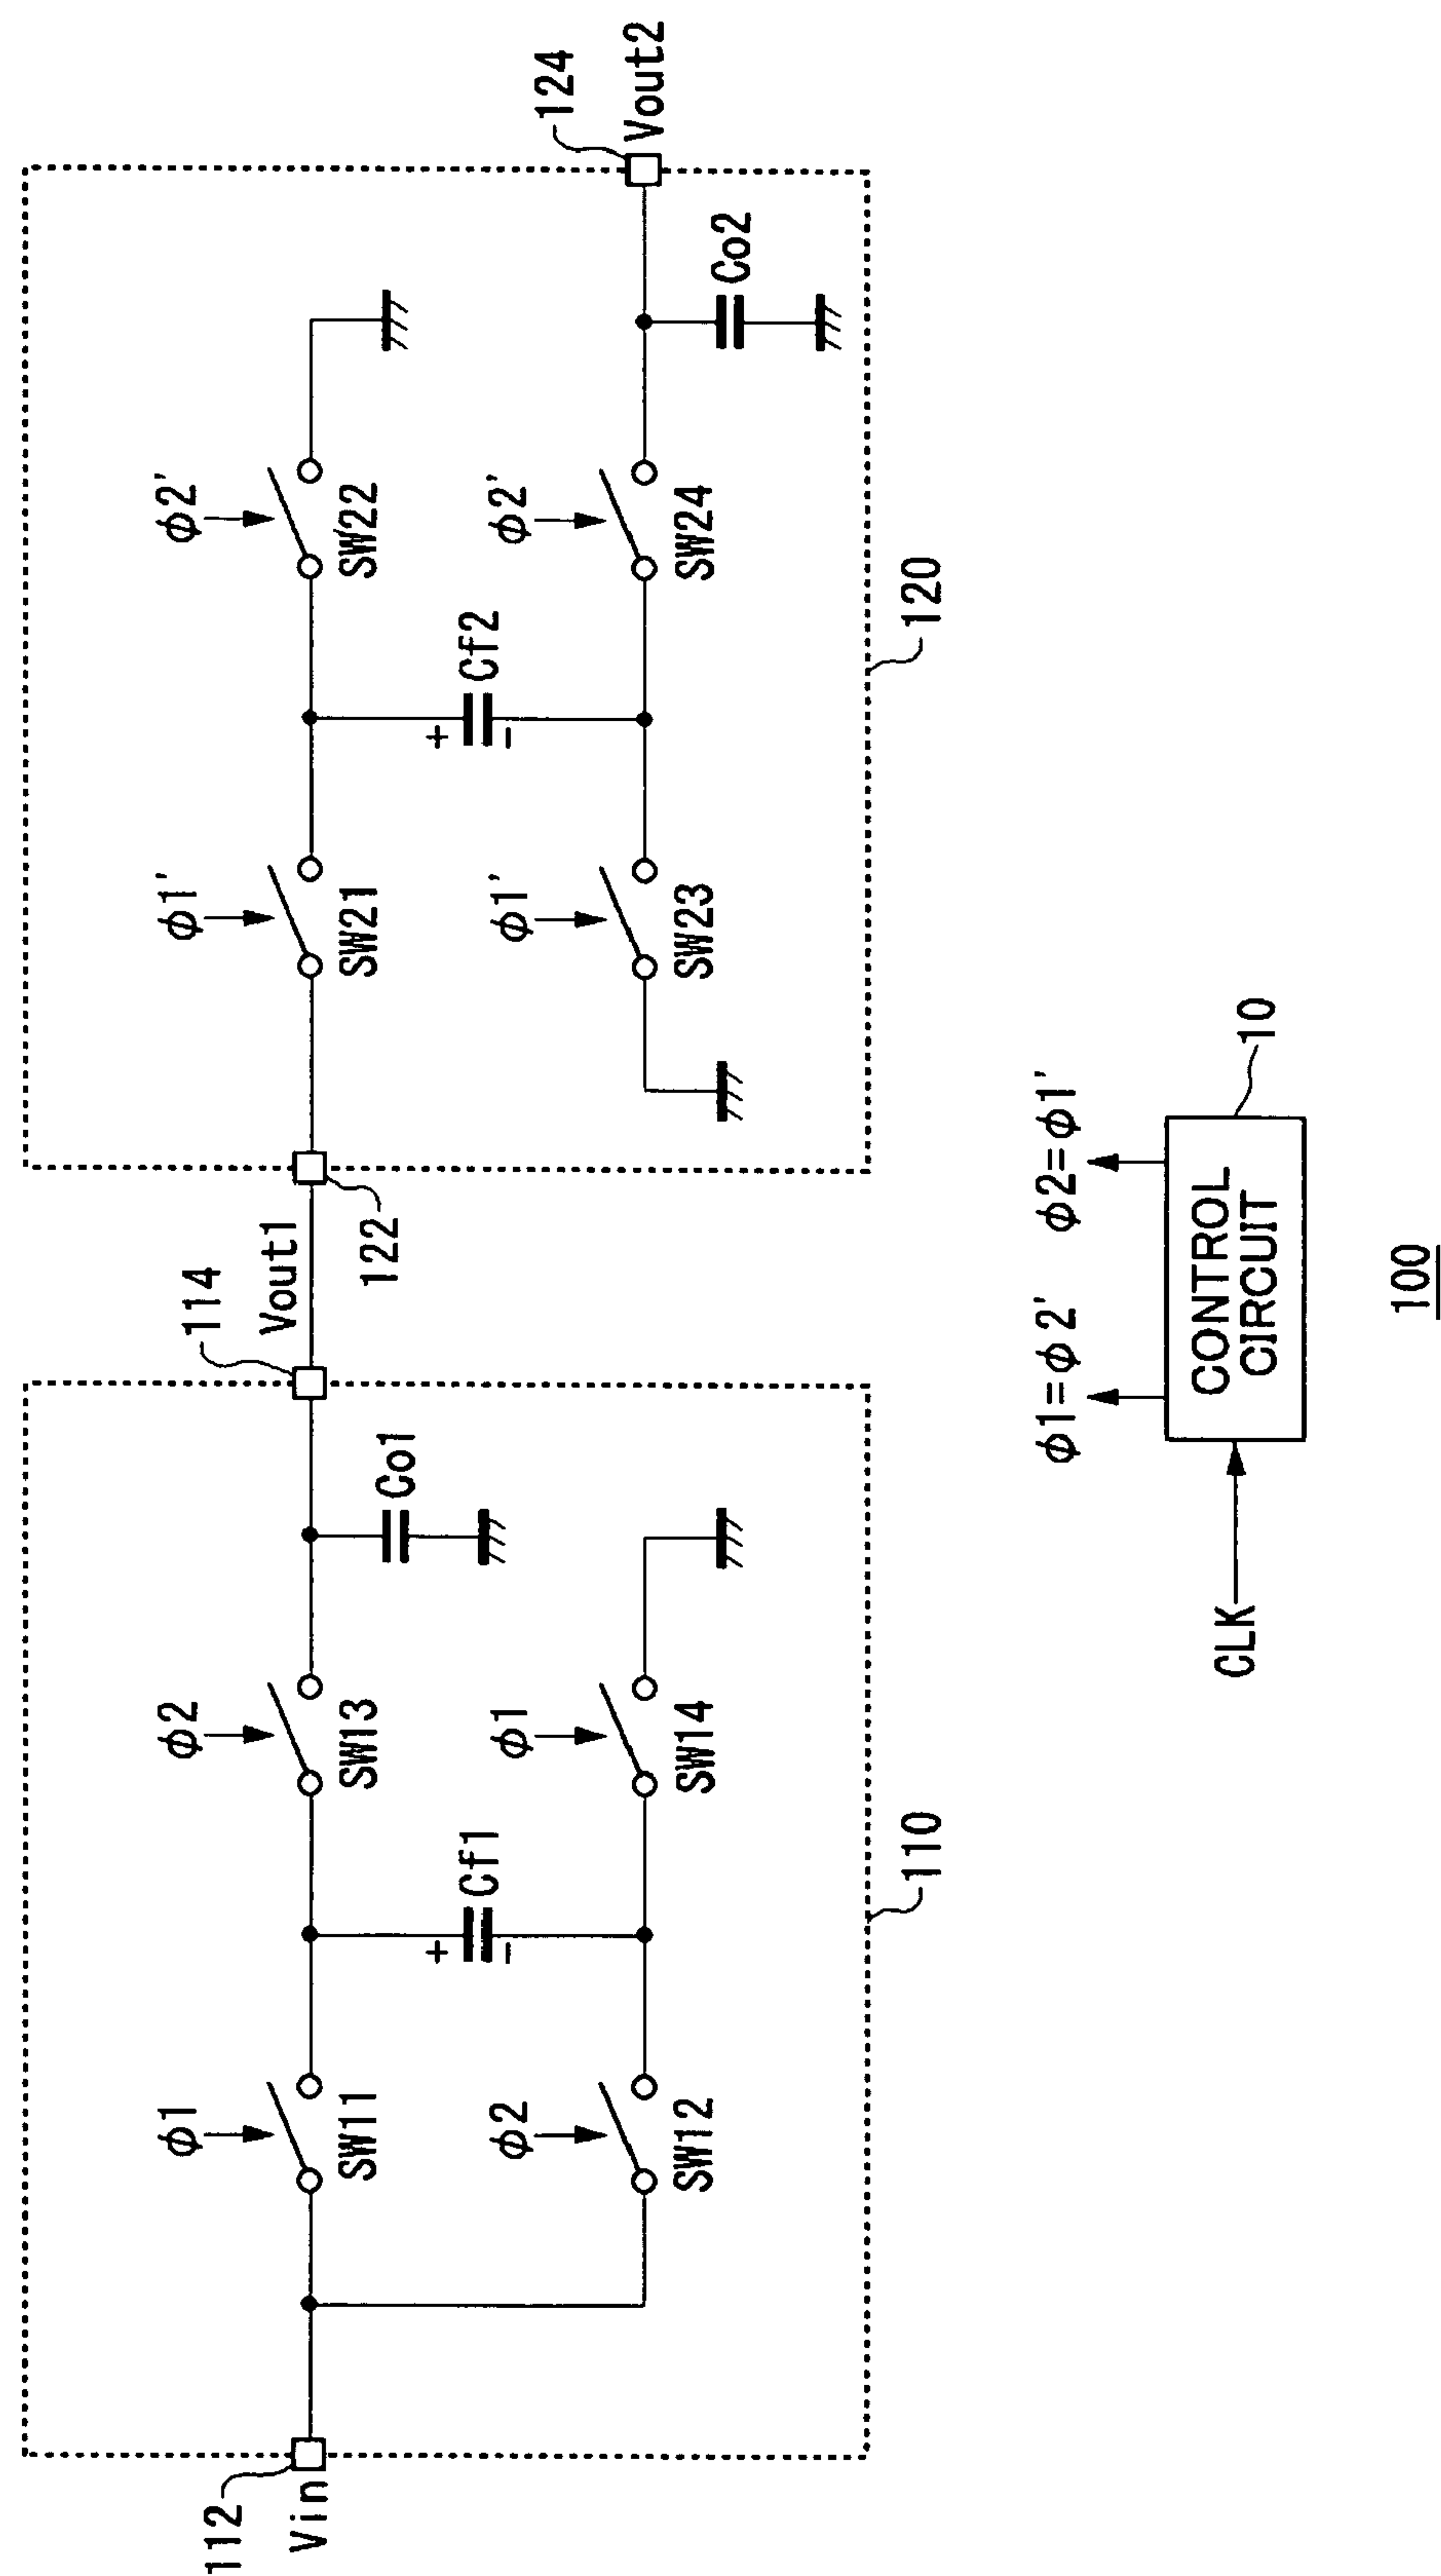 φ1
φ2
φ1'
φ2'
SW11
SW13
114
Vout1
SW21
SW22
112
Vin
Cf1
Co1
122
Cf2
124
φ2
φ1
φ1'
φ2'
Vout2
SW12
SW14
SW23
SW24
Co2
+
-
+
-
110
120
φ1=φ2'
φ2=φ1'
CLK
CONTROL
CIRCUIT
10
100